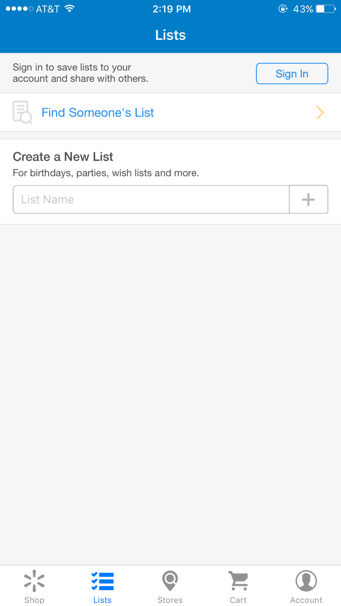 AT&T 2:19 PM 43%
Lists
Sign in to save lists to your
account and share with others.
Sign In
Find Someone's List
Create a New List
For birthdays, parties, wish lists and more.
List Name
Shop Lists Stores Cart Account